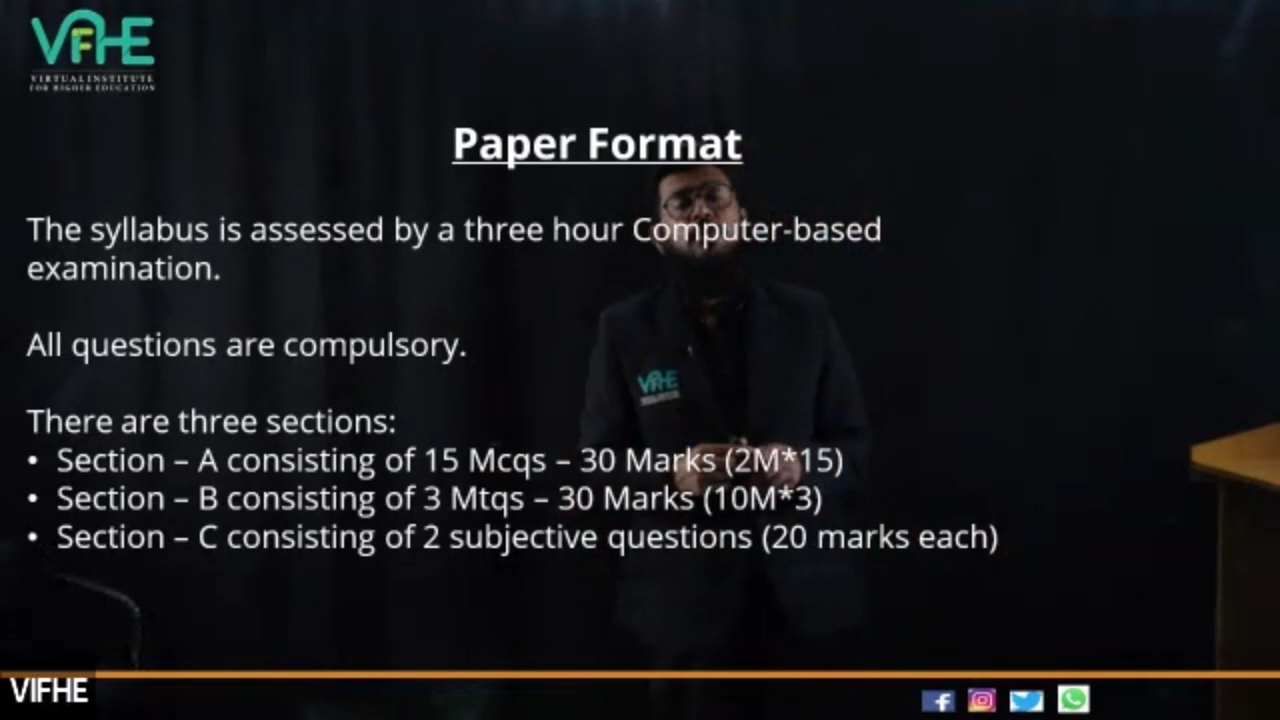 VIFHE
VIRTUAL INSTITUTE
FOR HIGHER EDUCATION
Paper Format
The syllabus is assessed by a three hour Computer-based
examination.
All questions are compulsory.
There are three sections:
• Section – A consisting of 15 Mcqs – 30 Marks (2M*15)
• Section – B consisting of 3 Mtqs – 30 Marks (10M*3)
• Section – C consisting of 2 subjective questions (20 marks each)
VIFHE
VIFHE